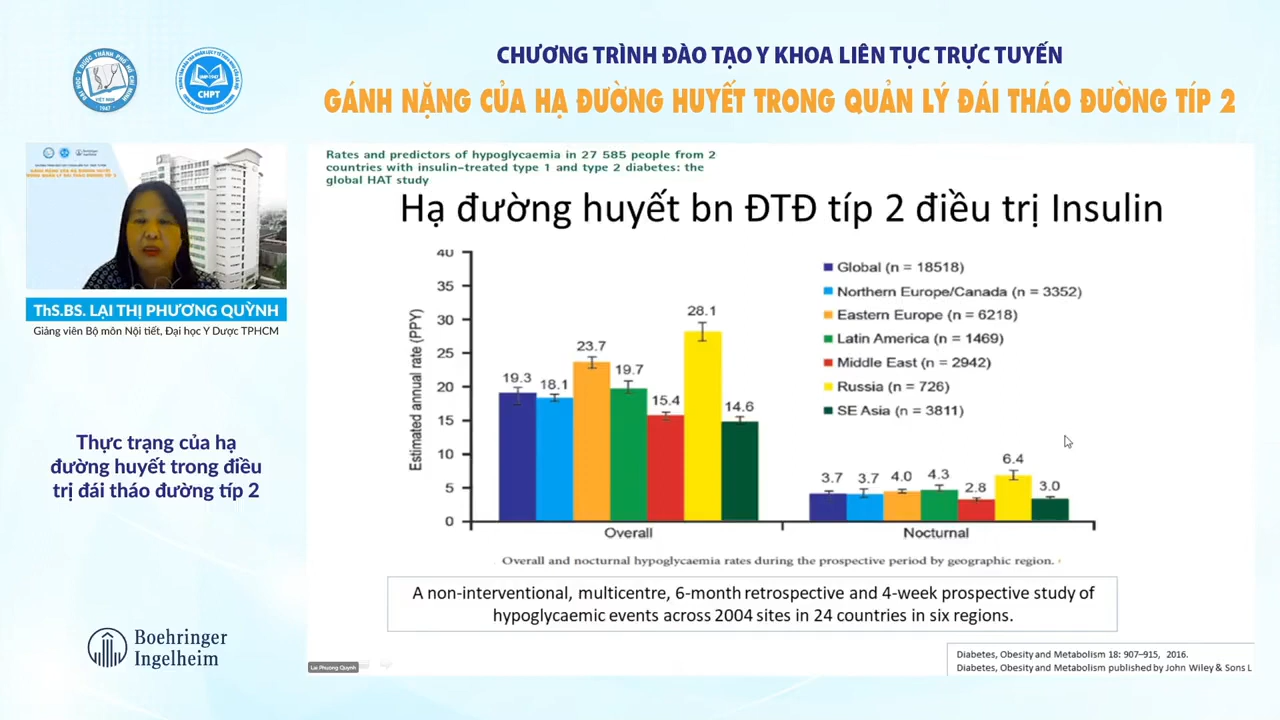 CHƯƠNG TRÌNH ĐÀO TẠO Y KHOA LIÊN TỤC TRỰC TUYẾN
GÁNH NẶNG CỦA HẠ ĐƯỜNG HUYẾT TRONG QUẢN LÝ ĐÁI THÁO ĐƯỜNG TÍP 2
CHPT
ThS.BS. LẠI THỊ PHƯƠNG QUỲNH
Giảng viên Bộ môn Nội tiết, Đại học Y Dược TPHCM
Thực trạng của hạ
đường huyết trong điều
trị đái tháo đường típ 2
Boehringer
Ingelheim
Rates and predictors of hypoglycaemia in 27 585 people from 2
countries with insulin-treated type 1 and type 2 diabetes: the
global HAT study
Hạ đường huyết bn ĐTĐ típ 2 điều trị Insulin
Estimated annual rate (PPY)
40
35
30
25
20
15
10
5
0
19.3
18.1
23.7
19.7
15.4
28.1
14.6
3.7
3.7
4.0
4.3
2.8
6.4
3.0
Overall
Nocturnal
Global (n = 18518)
Northern Europe/Canada (n = 3352)
Eastern Europe (n = 6218)
Latin America (n = 1469)
Middle East (n = 2942)
Russia (n = 726)
SE Asia (n = 3811)
Overall and nocturnal hypoglycaemia rates during the prospective period by geographic region.
A non-interventional, multicentre, 6-month retrospective and 4-week prospective study of
hypoglycaemic events across 2004 sites in 24 countries in six regions.
Diabetes, Obesity and Metabolism 18: 907–915, 2016.
Diabetes, Obesity and Metabolism published by John Wiley & Sons L
Lai Phuong Quynh